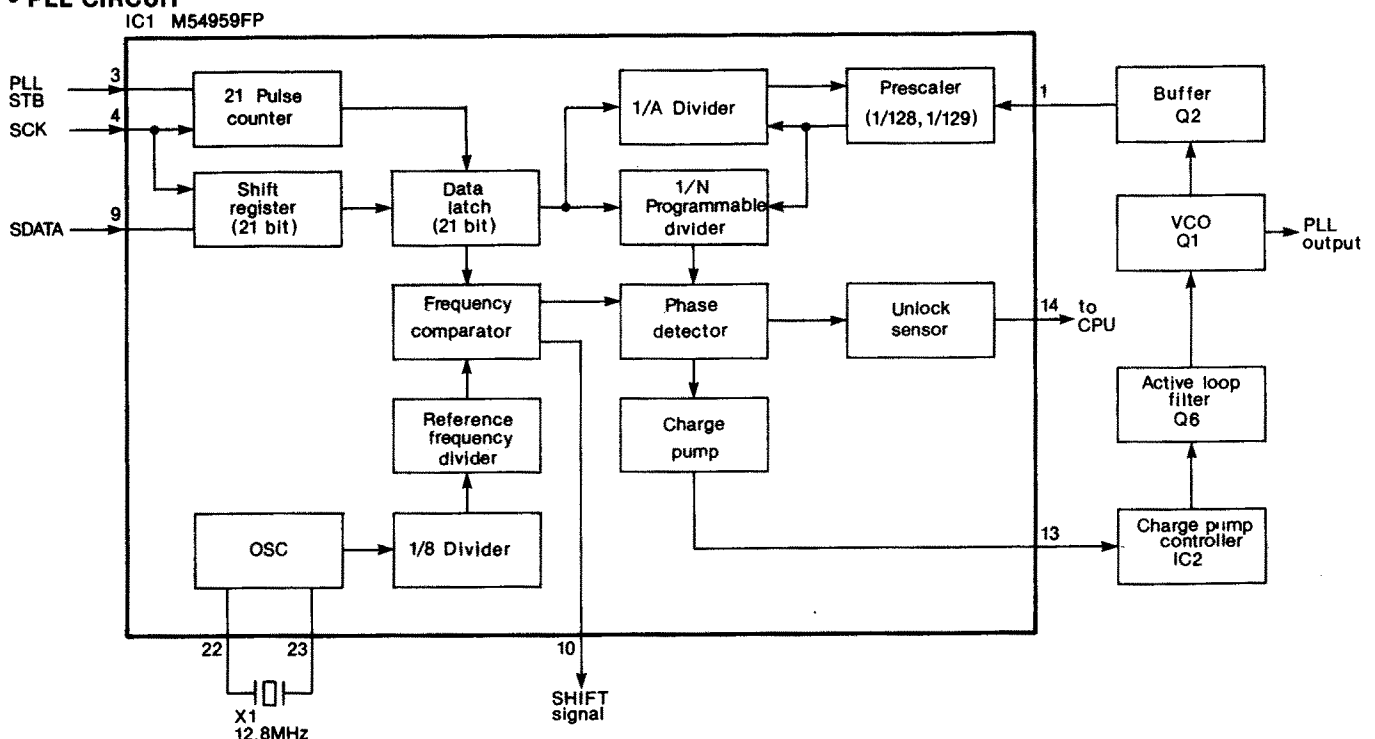 • PLL CIRCUIT
IC1 M54959FP
PLL
STB
3
SCK
4
SDATA
9
21 Pulse
counter
Shift
register
(21 bit)
Data
latch
(21 bit)
1/A Divider
Prescaler
(1/128, 1/129)
1
Buffer
Q2
1/N
Programmable
divider
VCO
Q1
PLL
output
Frequency
comparator
Phase
detector
Unlock
sensor
14
to
CPU
Reference
frequency
divider
Charge
pump
Active loop
filter
Q6
OSC
1/8 Divider
13
Charge pump
controller
IC2
22
23
10
X1
12.8MHz
SHIFT
signal